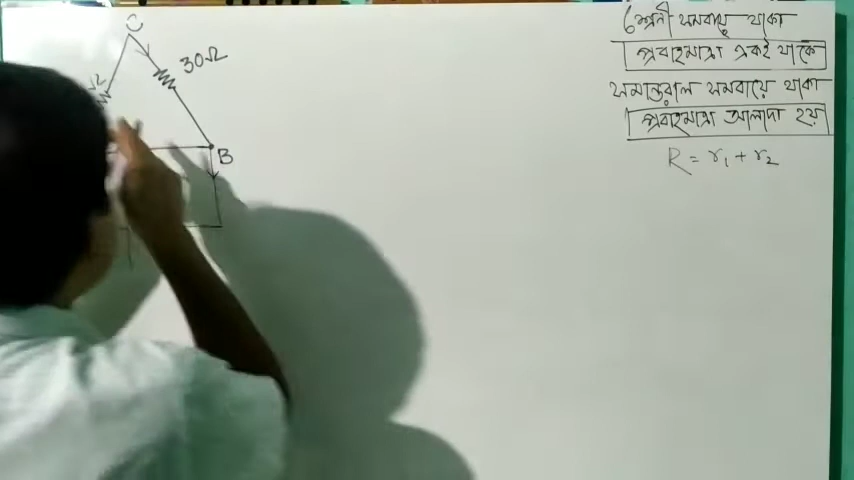 C
30Ω
Ω
B
শ্রেণী সমবায়ে থাকা
প্রবাহমাত্রা একই থাকে
সমান্তরাল সমবায়ে থাকা
প্রবাহমাত্রা আলাদা হয়
R = r₁ + r₂